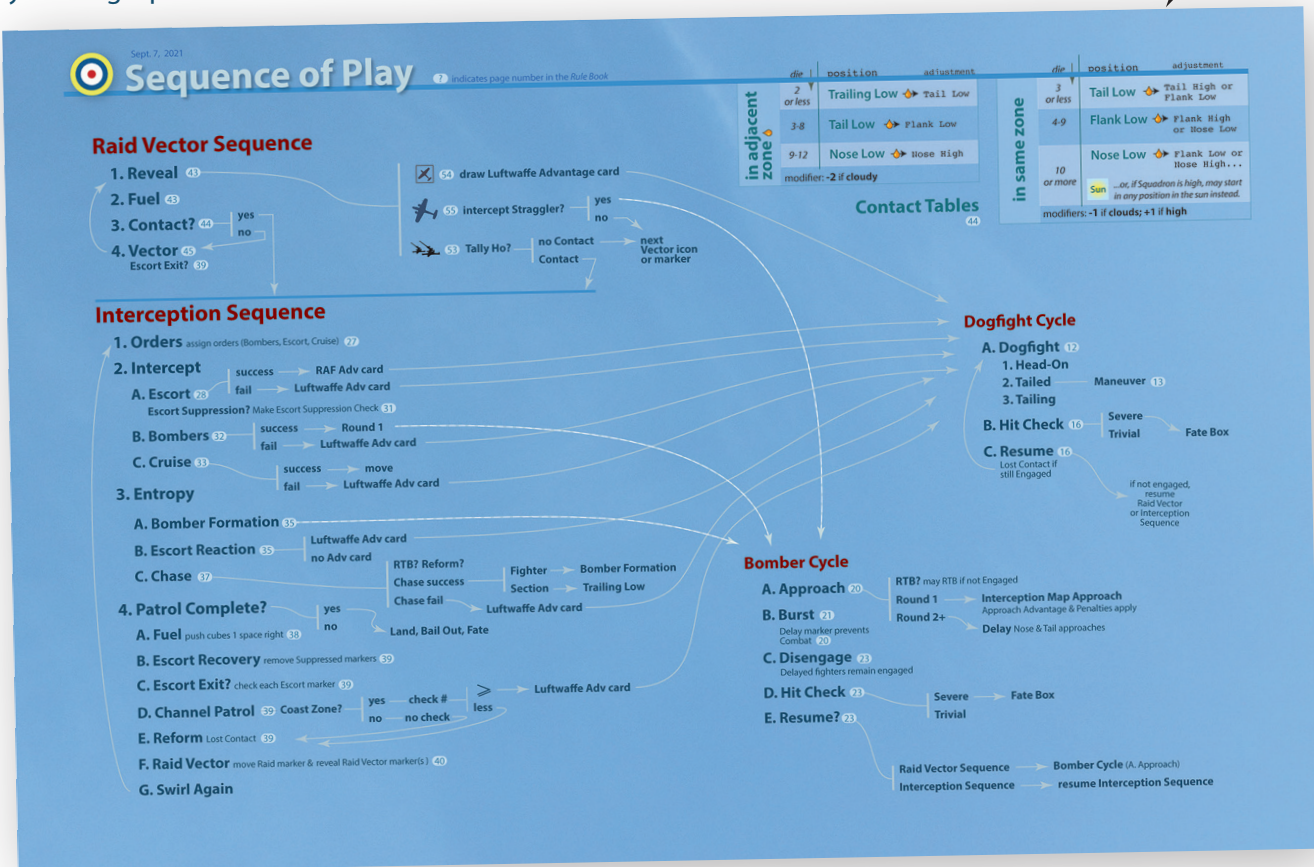 Sept. 7, 2021
Sequence of Play
? indicates page number in the Rule Book
Raid Vector Sequence
1. Reveal 43
2. Fuel 43
3. Contact? 44
yes
no
4. Vector 45
Escort Exit? 39
54 draw Luftwaffe Advantage card
55 intercept Straggler?
yes
no
53 Tally Ho?
no Contact
Contact
next
Vector icon
or marker
in adjacent
zone
die position adjustment
2
or less
Trailing Low Tail Low
3-8 Tail Low Flank Low
9-12 Nose Low Nose High
modifier: -2 if cloudy
in same zone
die position adjustment
3
or less
Tail Low
Tail High or
Flank Low
4-9 Flank Low
Flank High
or Nose Low
10
or more
Nose Low
Flank Low or
Nose High...
Sun
...or, if Squadron is high, may start
in any position in the sun instead.
modifiers: -1 if clouds; +1 if high
Contact Tables
44
Interception Sequence
1. Orders assign orders (Bombers, Escort, Cruise) 27
2. Intercept
A. Escort 28
success RAF Adv card
fail Luftwaffe Adv card
Escort Suppression? Make Escort Suppression Check 31
B. Bombers 32
success Round 1
fail Luftwaffe Adv card
C. Cruise 33
success move
fail Luftwaffe Adv card
3. Entropy
A. Bomber Formation 35
B. Escort Reaction 35
Luftwaffe Adv card
no Adv card
C. Chase 37
RTB? Reform?
Chase success
Fighter Bomber Formation
Section Trailing Low
Chase fail
Luftwaffe Adv card
4. Patrol Complete?
yes
no
Land, Bail Out, Fate
A. Fuel push cubes 1 space right 38
B. Escort Recovery remove Suppressed markers 39
C. Escort Exit? check each Escort marker 39
D. Channel Patrol 39 Coast Zone?
yes check #
no no check
⩾ Luftwaffe Adv card
less
E. Reform Lost Contact 39
F. Raid Vector move Raid marker & reveal Raid Vector marker(s ) 40
G. Swirl Again
Dogfight Cycle
A. Dogfight 12
1. Head-On
2. Tailed Maneuver 13
3. Tailing
B. Hit Check 16
Severe
Trivial
Fate Box
C. Resume 16
Lost Contact if
still Engaged
if not engaged,
resume
Raid Vector
or Interception
Sequence
Bomber Cycle
A. Approach 20
RTB? may RTB if not Engaged
Round 1 Interception Map Approach
Approach Advantage & Penalties apply
Round 2+
Delay Nose & Tail approaches
B. Burst 21
Delay marker prevents
Combat 20
C. Disengage 23
Delayed fighters remain engaged
D. Hit Check 23
Severe Fate Box
Trivial
E. Resume? 23
Raid Vector Sequence Bomber Cycle (A. Approach)
Interception Sequence resume Interception Sequence